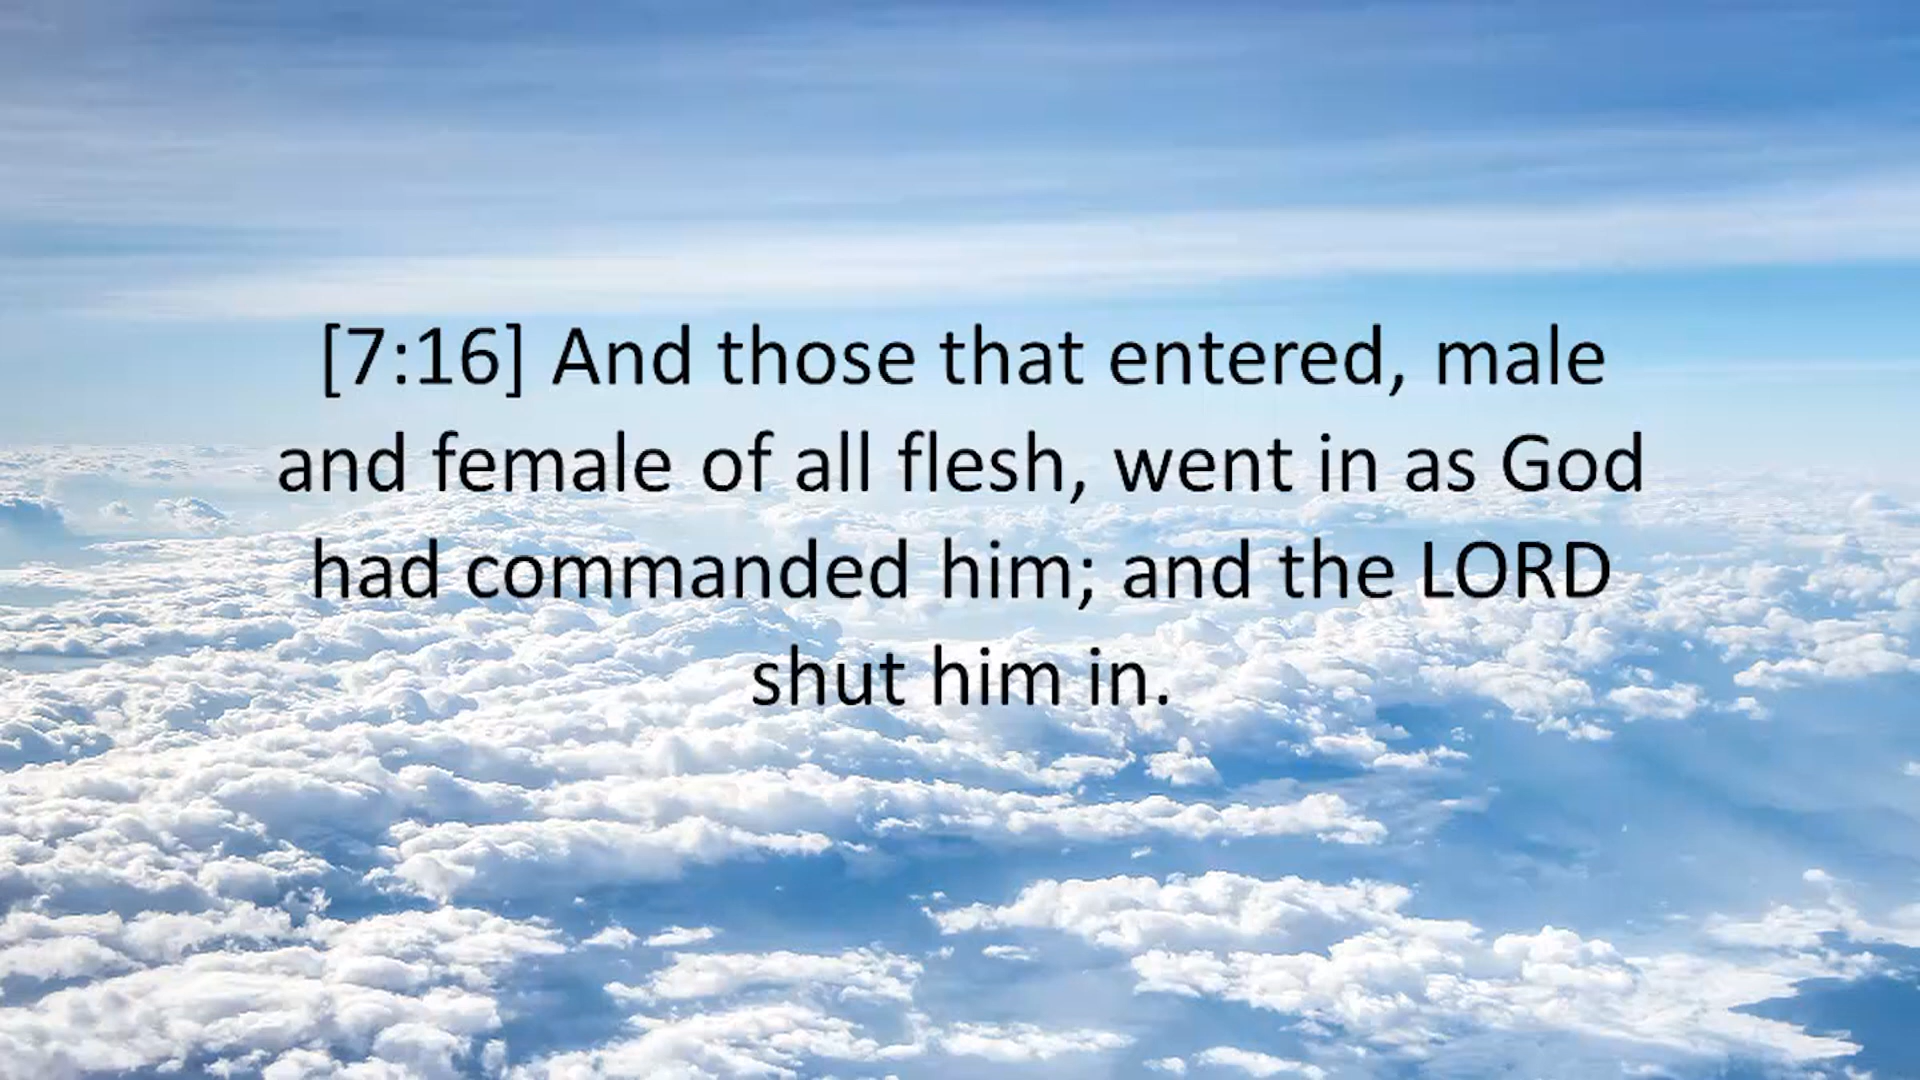 [7:16] And those that entered, male
and female of all flesh, went in as God
had commanded him; and the LORD
shut him in.